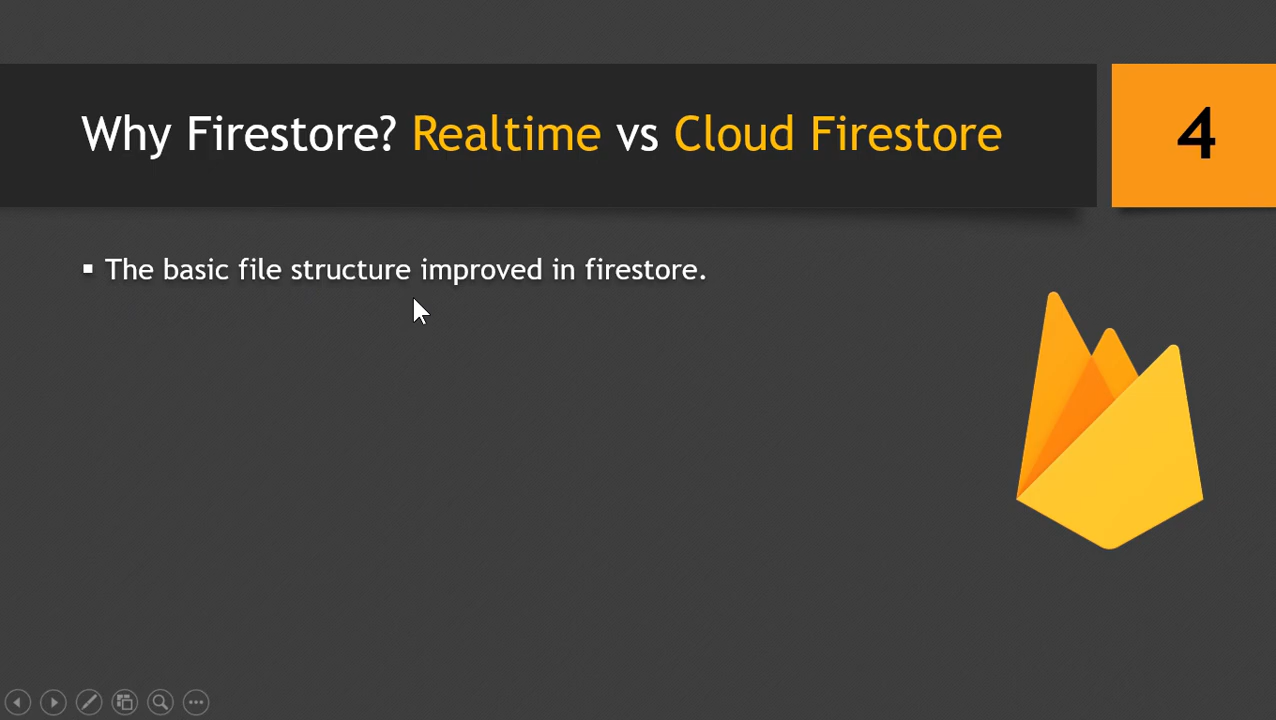 Why Firestore? Realtime vs Cloud Firestore
4
▪ The basic file structure improved in firestore.